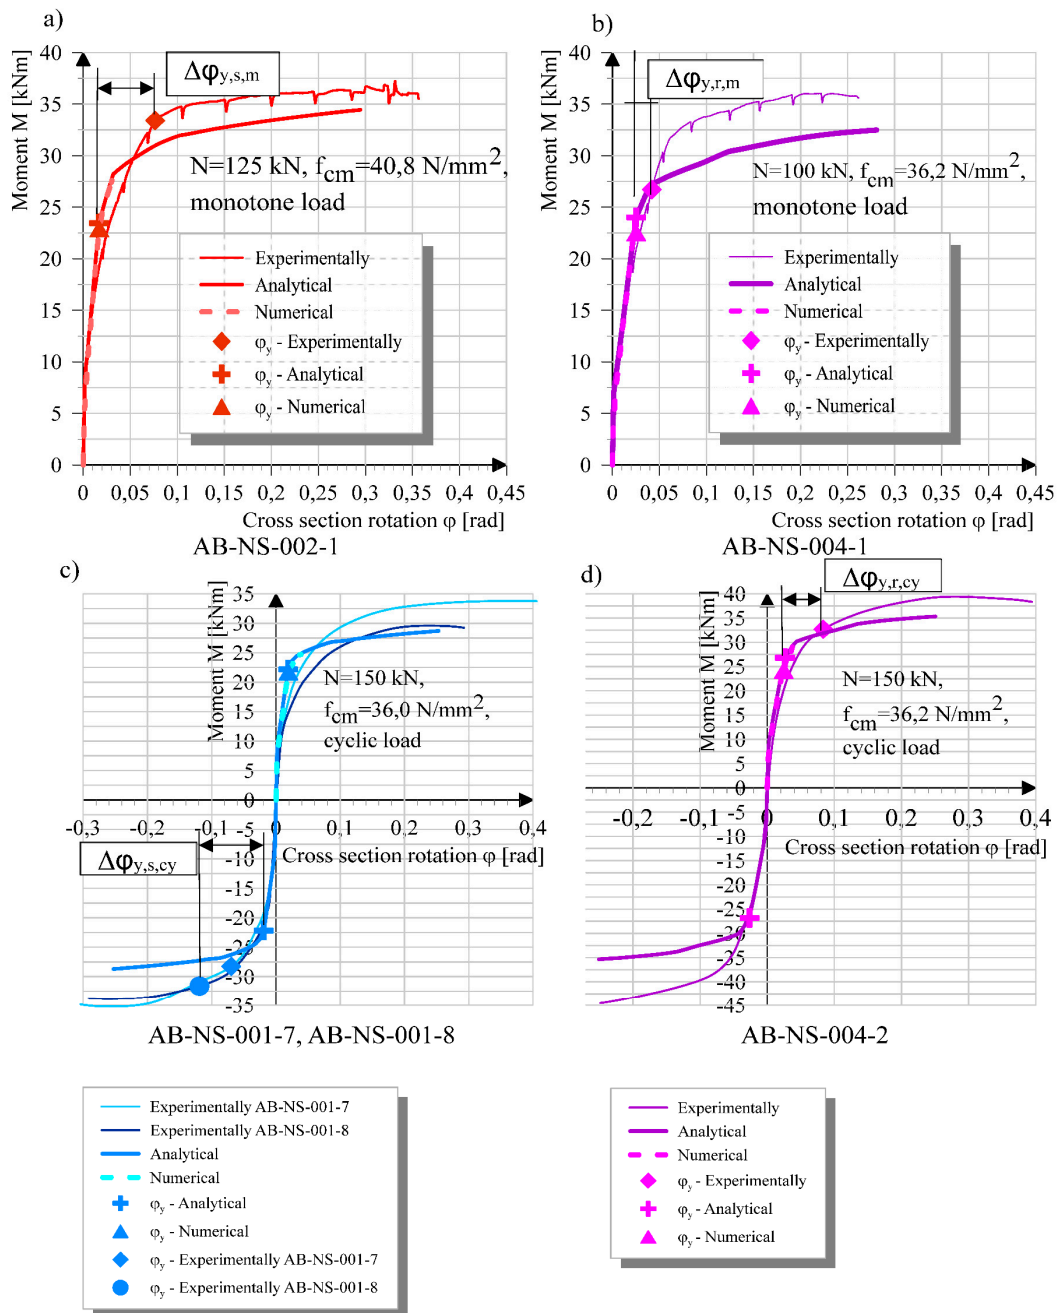 a)
Moment M [kNm]
40
35
30
25
20
15
10
5
0
Δφy,s,m
N=125 kN, fcm=40,8 N/mm²,
monotone load
Experimentally
Analytical
Numerical
φy - Experimentally
φy - Analytical
φy - Numerical
0 0,05 0,1 0,15 0,2 0,25 0,3 0,35 0,4 0,45
Cross section rotation φ [rad]
AB-NS-002-1
b)
Moment M [kNm]
40
35
30
25
20
15
10
5
0
Δφy,r,m
N=100 kN, fcm=36,2 N/mm²,
monotone load
Experimentally
Analytical
Numerical
φy - Experimentally
φy - Analytical
φy - Numerical
0 0,05 0,1 0,15 0,2 0,25 0,3 0,35 0,4 0,45
Cross section rotation φ [rad]
AB-NS-004-1
c)
Moment M [kNm]
35
30
25
20
15
10
5
0
N=150 kN,
fcm=36,0 N/mm²,
cyclic load
-0,3 -0,2 -0,1 0 0,1 0,2 0,3 0,4
Cross section rotation φ [rad]
Δφy,s,cy
-5
-10
-15
-20
-25
-30
-35
AB-NS-001-7, AB-NS-001-8
d)
Moment M [kNm]
40
35
30
25
20
15
10
5
0
Δφy,r,cy
N=150 kN,
fcm=36,2 N/mm²,
cyclic load
-0,2 -0,1 0 0,1 0,2 0,3 0,4
Cross section rotation φ [rad]
-5
-10
-15
-20
-25
-30
-35
-40
-45
AB-NS-004-2
Experimentally AB-NS-001-7
Experimentally AB-NS-001-8
Analytical
Numerical
φy - Analytical
φy - Numerical
φy - Experimentally AB-NS-001-7
φy - Experimentally AB-NS-001-8
Experimentally
Analytical
Numerical
φy - Experimentally
φy - Analytical
φy - Numerical